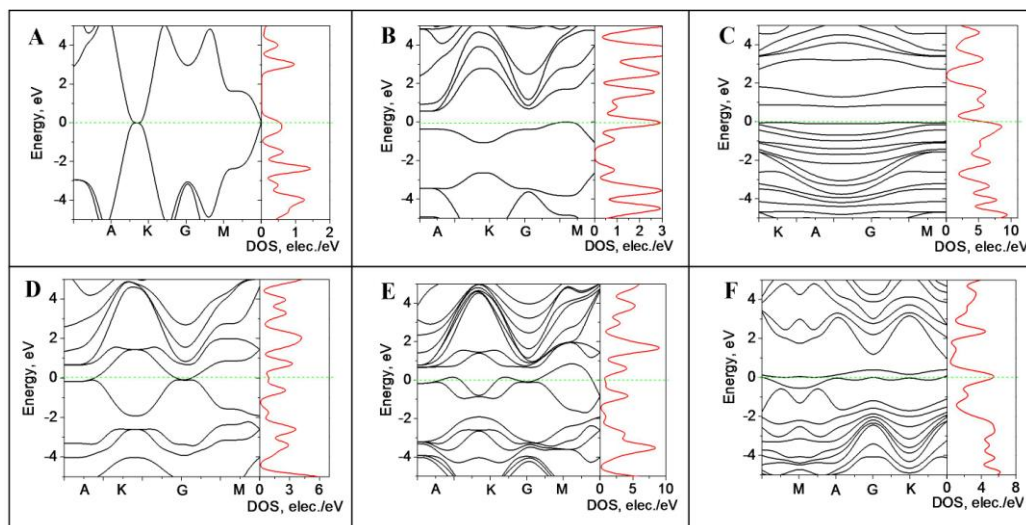 A
Energy, eV
4
2
0
-2
-4
A K G M
0 1 2
DOS, elec./eV
B
Energy, eV
4
2
0
-2
-4
A K G M
0 1 2 3
DOS, elec./eV
C
Energy, eV
4
2
0
-2
-4
K A G M
0 5 10
DOS, elec./eV
D
Energy, eV
4
2
0
-2
-4
A K G M
0 3 6
DOS, elec./eV
E
Energy, eV
4
2
0
-2
-4
A K G M
0 5 10
DOS, elec./eV
F
Energy, eV
4
2
0
-2
-4
M A G K
0 4 8
DOS, elec./eV